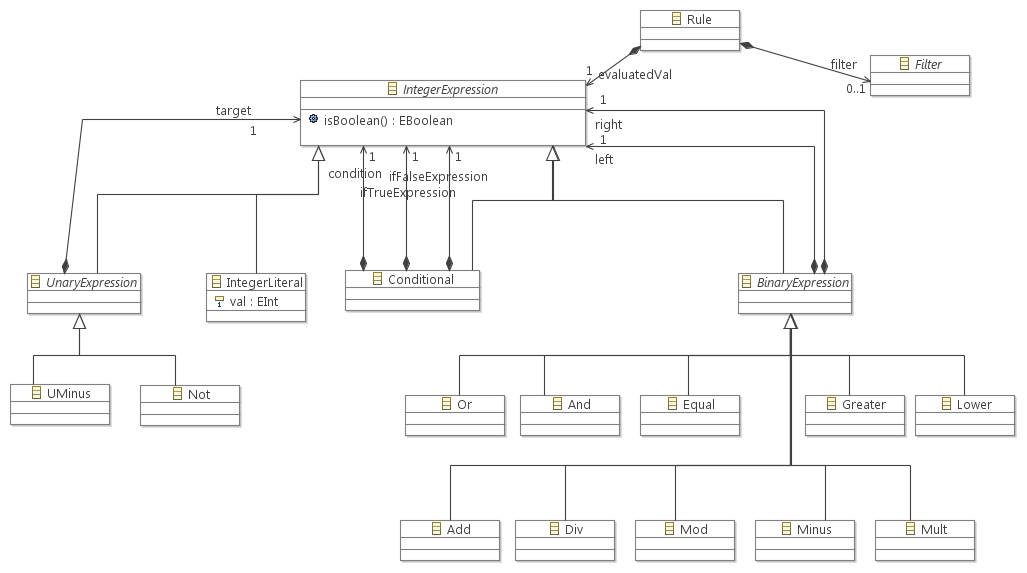 Rule
filter
Filter
0..1
1
evaluatedVal
IntegerExpression
isBoolean() : EBoolean
1
right
1
left
target
1
1
1
1
condition
ifFalseExpression
ifTrueExpression
UnaryExpression
IntegerLiteral
val : EInt
Conditional
BinaryExpression
UMinus
Not
Or
And
Equal
Greater
Lower
Add
Div
Mod
Minus
Mult